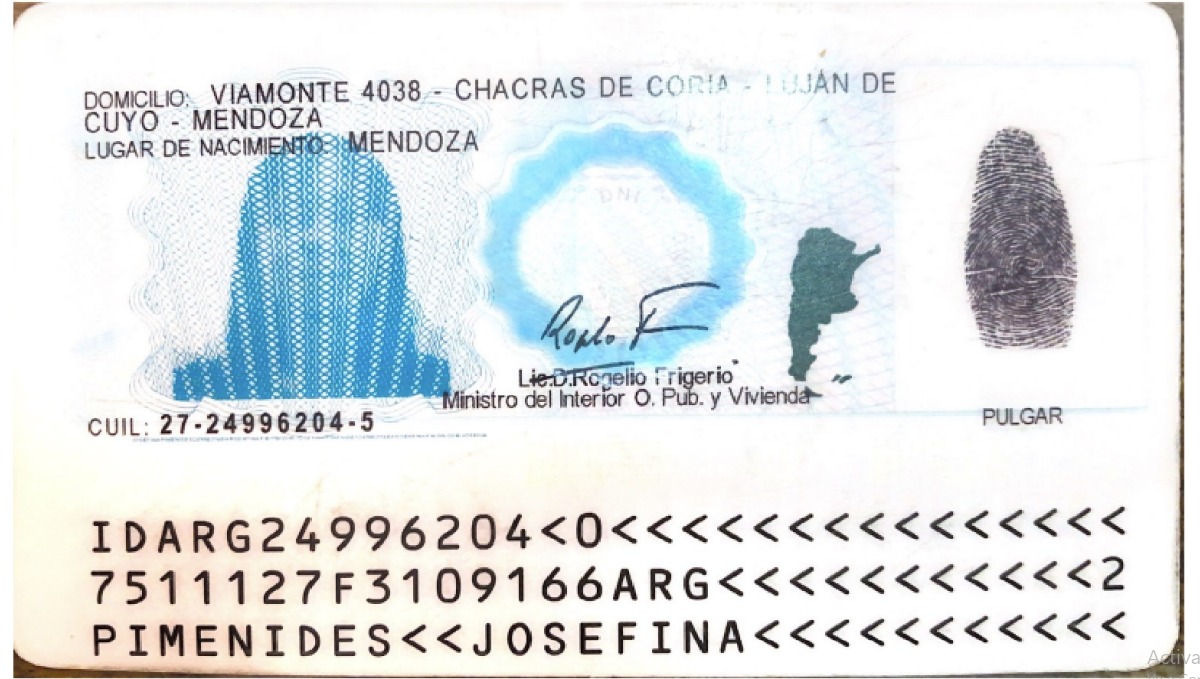 DOMICILIO: VIAMONTE 4038 - CHACRAS DE CORIA - LUJÁN DE
CUYO - MENDOZA
LUGAR DE NACIMIENTO: MENDOZA
DNI
Lic.D.Rogelio Frigerio
Ministro del Interior O. Pub. y Vivienda
CUIL: 27-24996204-5
PULGAR
IDARG24996204<0<<<<<<<<<<<<<<<
7511127F3109166ARG<<<<<<<<<<<2
PIMENIDES<<JOSEFINA<<<<<<<<<<<
Activa